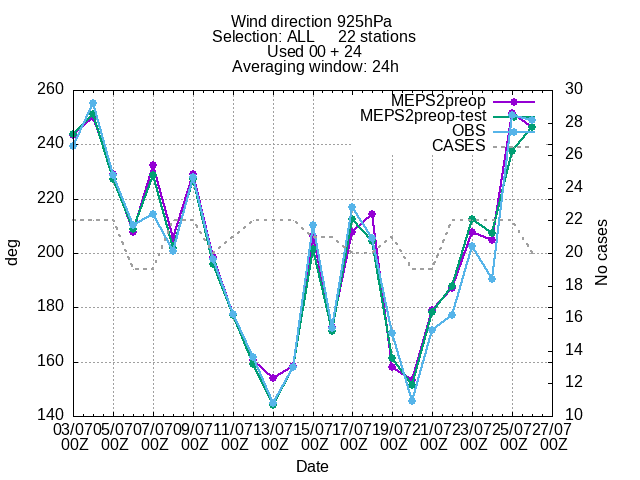 Wind direction 925hPa
Selection: ALL 22 stations
Used 00 + 24
Averaging window: 24h
260 30
MEPS2preop
MEPS2preop-test
OBS
CASES
240 28
220 26
200 24
180 22
160 20
140 18
16
14
12
10
deg
No cases
03/07 05/07 07/07 09/07 11/07 13/07 15/07 17/07 19/07 21/07 23/07 25/07 27/07
00Z 00Z 00Z 00Z 00Z 00Z 00Z 00Z 00Z 00Z 00Z 00Z 00Z
Date